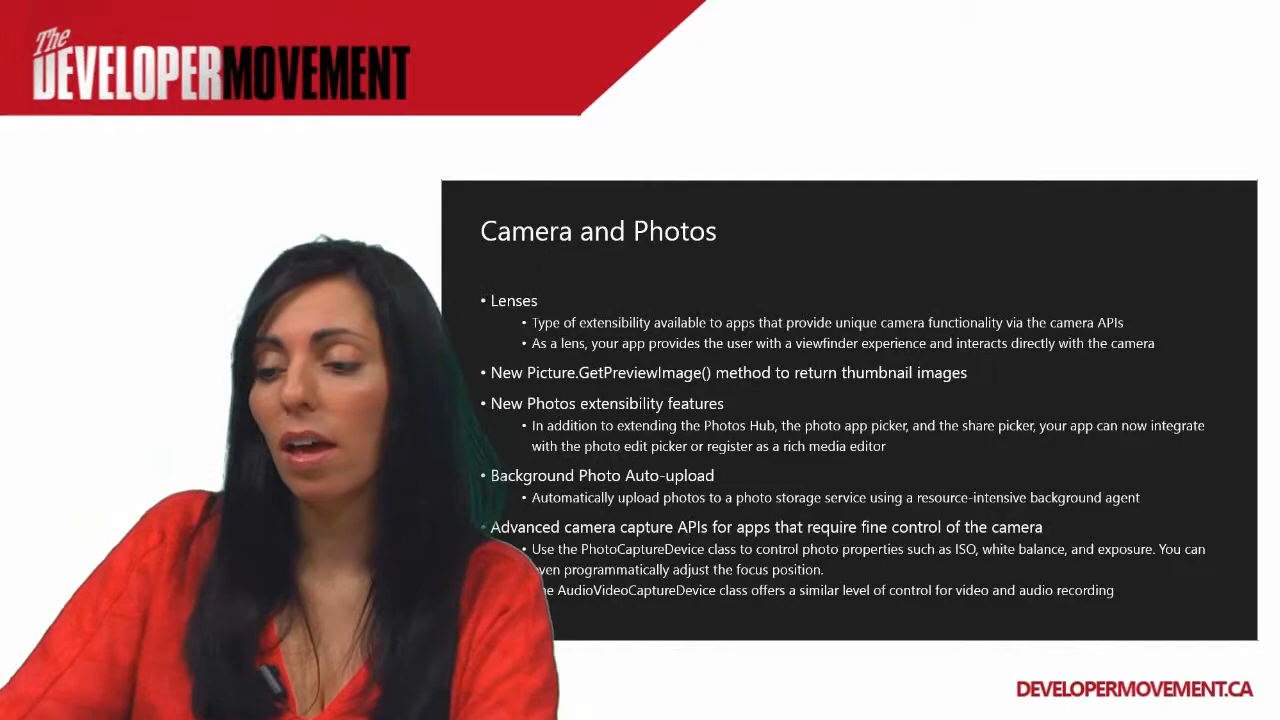 The
DEVELOPERMOVEMENT
Camera and Photos
• Lenses
• Type of extensibility available to apps that provide unique camera functionality via the camera APIs
• As a lens, your app provides the user with a viewfinder experience and interacts directly with the camera
• New Picture.GetPreviewImage() method to return thumbnail images
• New Photos extensibility features
• In addition to extending the Photos Hub, the photo app picker, and the share picker, your app can now integrate
with the photo edit picker or register as a rich media editor
• Background Photo Auto-upload
• Automatically upload photos to a photo storage service using a resource-intensive background agent
• Advanced camera capture APIs for apps that require fine control of the camera
• Use the PhotoCaptureDevice class to control photo properties such as ISO, white balance, and exposure. You can
programmatically adjust the focus position.
AudioVideoCaptureDevice class offers a similar level of control for video and audio recording
DEVELOPERMOVEMENT.CA